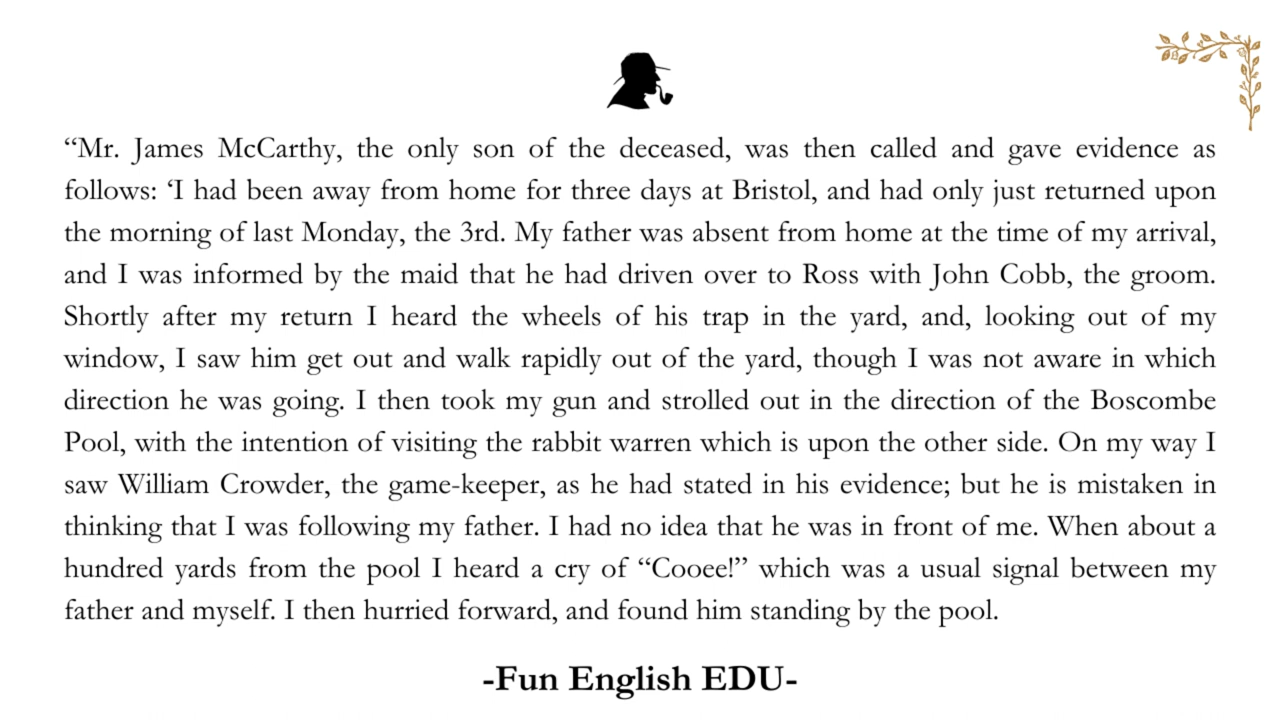 “Mr. James McCarthy, the only son of the deceased, was then called and gave evidence as
follows: ‘I had been away from home for three days at Bristol, and had only just returned upon
the morning of last Monday, the 3rd. My father was absent from home at the time of my arrival,
and I was informed by the maid that he had driven over to Ross with John Cobb, the groom.
Shortly after my return I heard the wheels of his trap in the yard, and, looking out of my
window, I saw him get out and walk rapidly out of the yard, though I was not aware in which
direction he was going. I then took my gun and strolled out in the direction of the Boscombe
Pool, with the intention of visiting the rabbit warren which is upon the other side. On my way I
saw William Crowder, the game-keeper, as he had stated in his evidence; but he is mistaken in
thinking that I was following my father. I had no idea that he was in front of me. When about a
hundred yards from the pool I heard a cry of “Cooee!” which was a usual signal between my
father and myself. I then hurried forward, and found him standing by the pool.
-Fun English EDU-